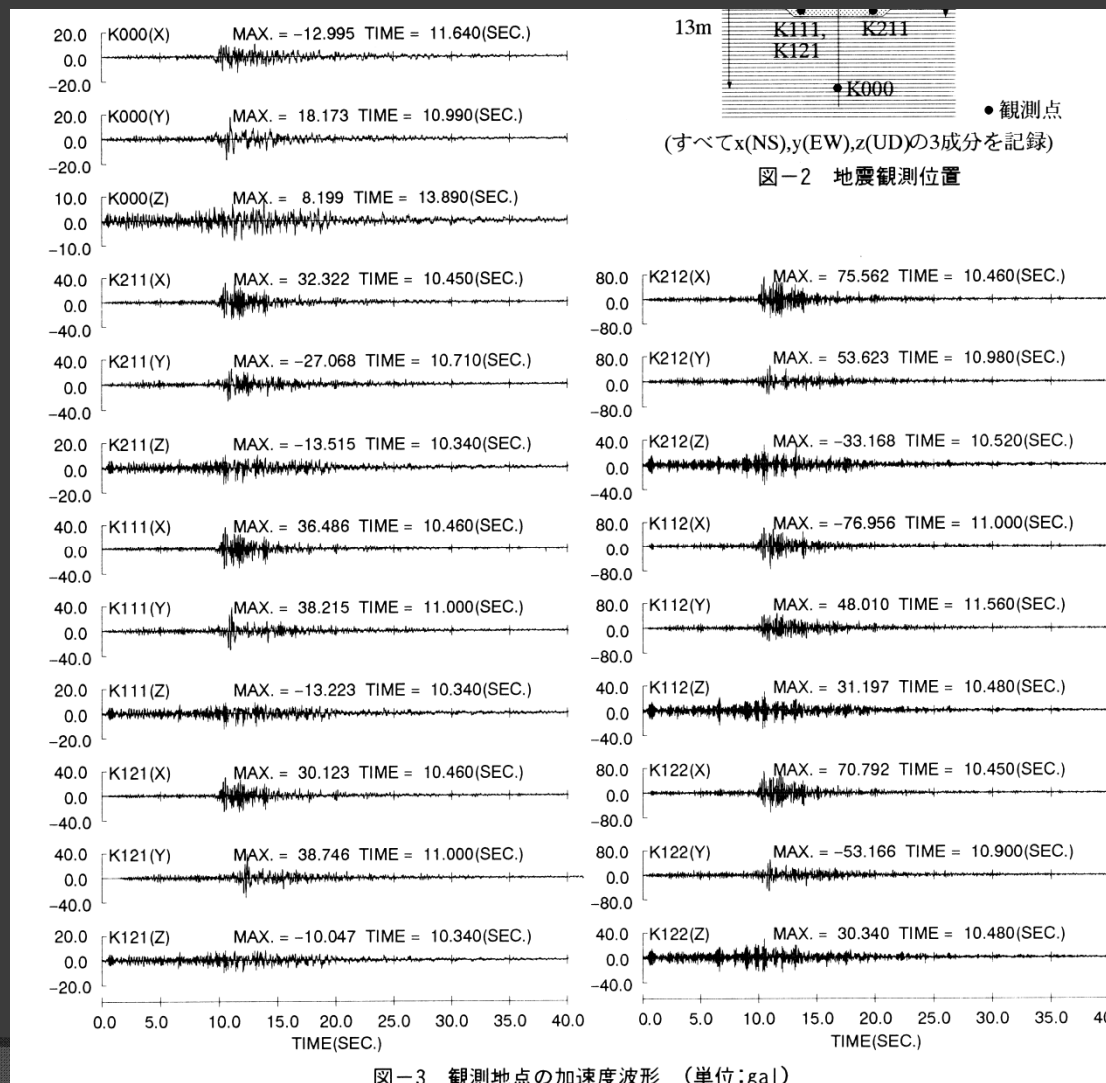 13m
K111,
K121
K211
K000
● 観測点
(すべてx(NS),y(EW),z(UD)の3成分を記録)
図－2 地震観測位置
20.0
0.0
−20.0
K000(X) MAX. = −12.995 TIME = 11.640(SEC.)
20.0
0.0
−20.0
K000(Y) MAX. = 18.173 TIME = 10.990(SEC.)
10.0
0.0
−10.0
K000(Z) MAX. = 8.199 TIME = 13.890(SEC.)
40.0
0.0
−40.0
K211(X) MAX. = 32.322 TIME = 10.450(SEC.)
40.0
0.0
−40.0
K211(Y) MAX. = −27.068 TIME = 10.710(SEC.)
20.0
0.0
−20.0
K211(Z) MAX. = −13.515 TIME = 10.340(SEC.)
40.0
0.0
−40.0
K111(X) MAX. = 36.486 TIME = 10.460(SEC.)
40.0
0.0
−40.0
K111(Y) MAX. = 38.215 TIME = 11.000(SEC.)
20.0
0.0
−20.0
K111(Z) MAX. = −13.223 TIME = 10.340(SEC.)
40.0
0.0
−40.0
K121(X) MAX. = 30.123 TIME = 10.460(SEC.)
40.0
0.0
−40.0
K121(Y) MAX. = 38.746 TIME = 11.000(SEC.)
20.0
0.0
−20.0
K121(Z) MAX. = −10.047 TIME = 10.340(SEC.)
0.0 5.0 10.0 15.0 20.0 25.0 30.0 35.0 40.0
TIME(SEC.)
80.0
0.0
−80.0
K212(X) MAX. = 75.562 TIME = 10.460(SEC.)
80.0
0.0
−80.0
K212(Y) MAX. = 53.623 TIME = 10.980(SEC.)
40.0
0.0
−40.0
K212(Z) MAX. = −33.168 TIME = 10.520(SEC.)
80.0
0.0
−80.0
K112(X) MAX. = −76.956 TIME = 11.000(SEC.)
80.0
0.0
−80.0
K112(Y) MAX. = 48.010 TIME = 11.560(SEC.)
40.0
0.0
−40.0
K112(Z) MAX. = 31.197 TIME = 10.480(SEC.)
80.0
0.0
−80.0
K122(X) MAX. = 70.792 TIME = 10.450(SEC.)
80.0
0.0
−80.0
K122(Y) MAX. = −53.166 TIME = 10.900(SEC.)
40.0
0.0
−40.0
K122(Z) MAX. = 30.340 TIME = 10.480(SEC.)
0.0 5.0 10.0 15.0 20.0 25.0 30.0 35.0 40
TIME(SEC.)
図－3 観測地点の加速度波形 (単位:gal)